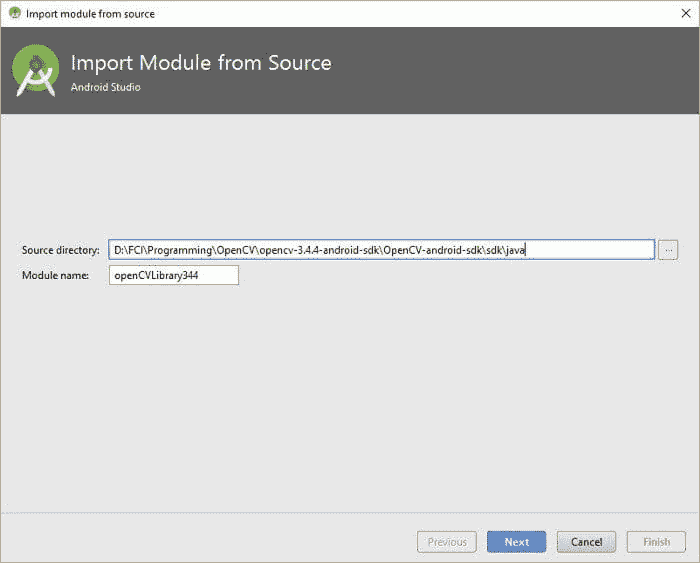 Import module from source
Import Module from Source
Android Studio
Source directory: D:\FCI\Programming\OpenCV\opencv-3.4.4-android-sdk\OpenCV-android-sdk\sdk\java ...
Module name: openCVLibrary344
Previous Next Cancel Finish